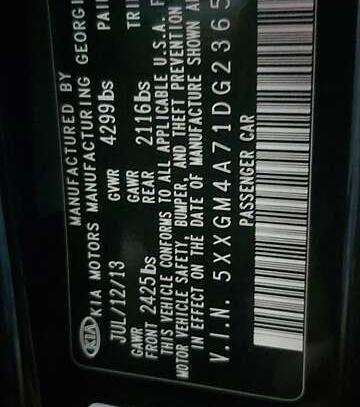 MANUFACTURED BY
KIA KIA MOTORS MANUFACTURING GEORGI
JUL/12/13 GVWR 4299lbs PAI
GAWR FRONT 2425lbs GAWR REAR 2116lbs TRI
THIS VEHICLE CONFORMS TO ALL APPLICABLE U.S.A. F
MOTOR VEHICLE SAFETY, BUMPER, AND THEFT PREVENTION
IN EFFECT ON THE DATE OF MANUFACTURE SHOWN A
V.I.N. 5XXGM4A71DG2365
PASSENGER CAR